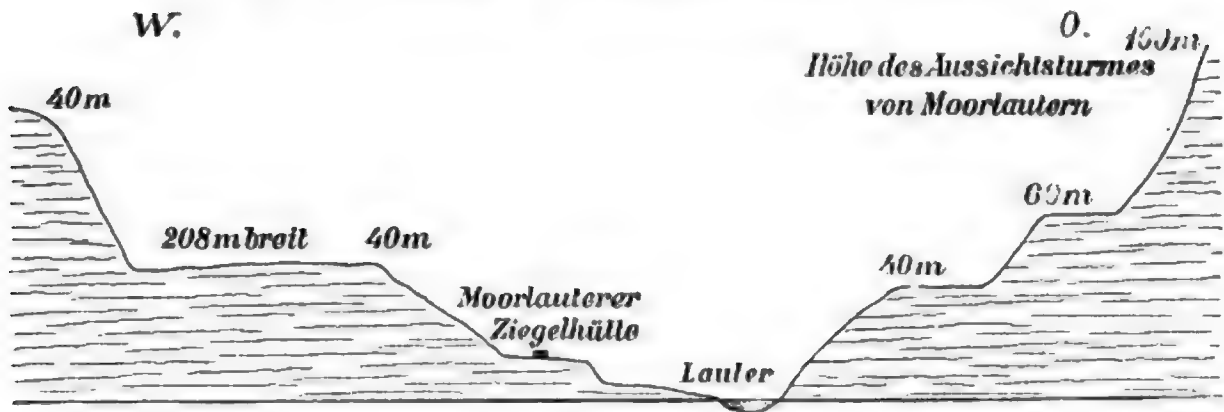 W.
O.
Höhe des Aussichtsturmes
von Moorlautern
40m
60m
208m breit
40m
40m
Moorlauterer
Ziegelhütte
Lauter